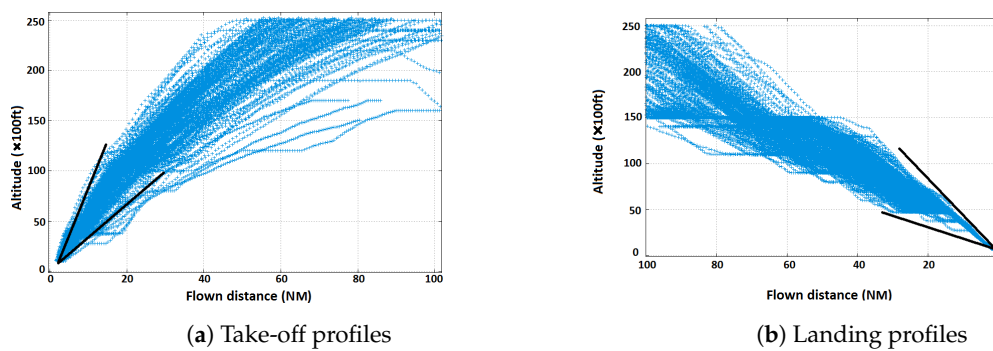 250
200
150
100
50
0
Altitude (×100ft)
0 20 40 60 80 100
Flown distance (NM)
(a) Take-off profiles
250
200
150
100
50
0
Altitude (×100ft)
100 80 60 40 20
Flown distance (NM)
(b) Landing profiles